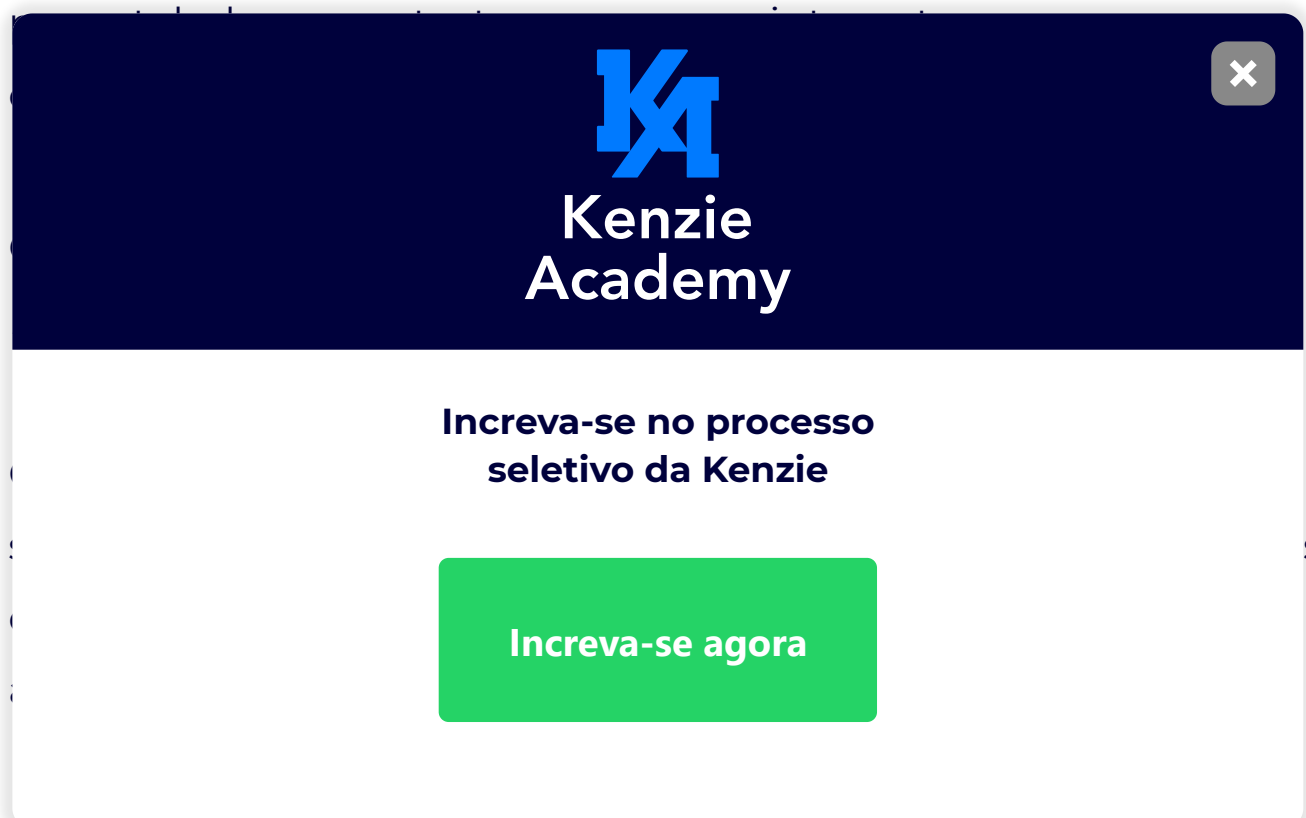 Kenzie
Academy
Increva-se no processo
seletivo da Kenzie
Increva-se agora